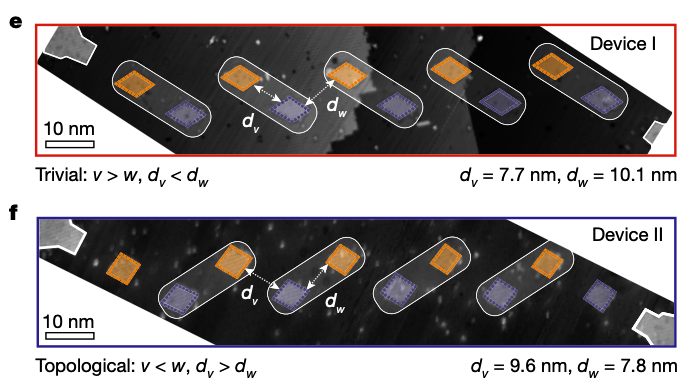 e
Device I
d_v
d_w
10 nm
Trivial: v > w, d_v < d_w
d_v = 7.7 nm, d_w = 10.1 nm
f
Device II
d_v
d_w
10 nm
Topological: v < w, d_v > d_w
d_v = 9.6 nm, d_w = 7.8 nm